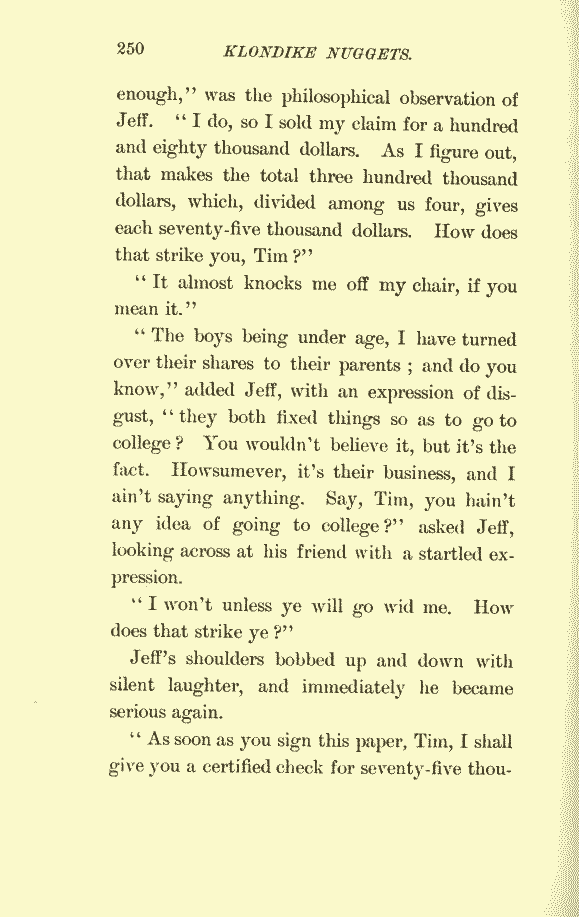 250 KLONDIKE NUGGETS.
enough,” was the philosophical observation of
Jeff. “ I do, so I sold my claim for a hundred
and eighty thousand dollars. As I figure out,
that makes the total three hundred thousand
dollars, which, divided among us four, gives
each seventy-five thousand dollars. How does
that strike you, Tim ?”
“ It almost knocks me off my chair, if you
mean it.”
“ The boys being under age, I have turned
over their shares to their parents ; and do you
know,” added Jeff, with an expression of dis-
gust, “ they both fixed things so as to go to
college ? You wouldn’t believe it, but it’s the
fact. Howsumever, it’s their business, and I
ain’t saying anything. Say, Tim, you hain’t
any idea of going to college ?” asked Jeff,
looking across at his friend with a startled ex-
pression.
“ I won’t unless ye will go wid me. How
does that strike ye ?”
Jeff’s shoulders bobbed up and down with
silent laughter, and immediately he became
serious again.
“ As soon as you sign this paper, Tim, I shall
give you a certified check for seventy-five thou-